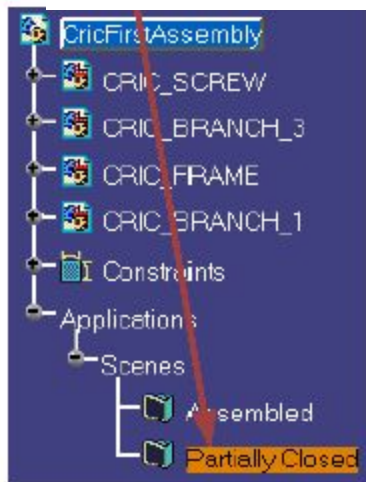 CricFirstAssembly
CRIC_SCREW
CRIC_BRANCH_3
CRIC_FRAME
CRIC_BRANCH_1
Constraints
Applications
Scenes
Assembled
Partially Closed